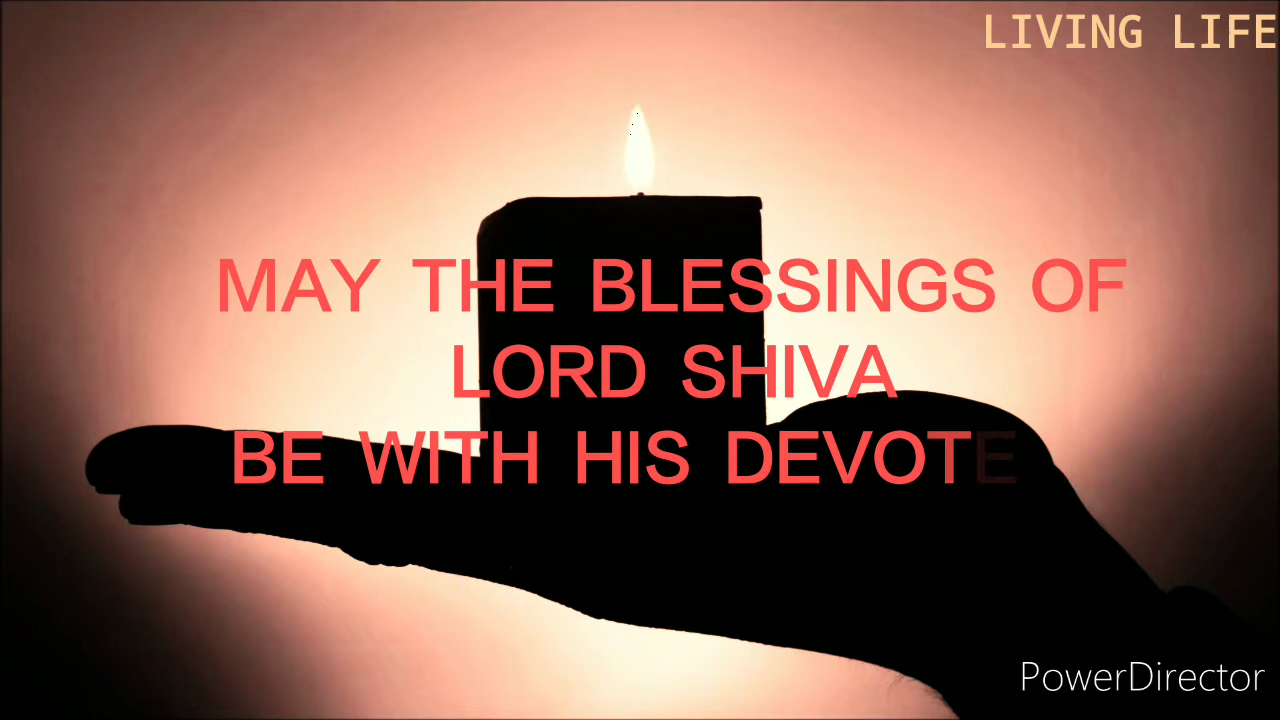 LIVING LIFE
MAY THE BLESSINGS OF
LORD SHIVA
BE WITH HIS DEVOTE
PowerDirector